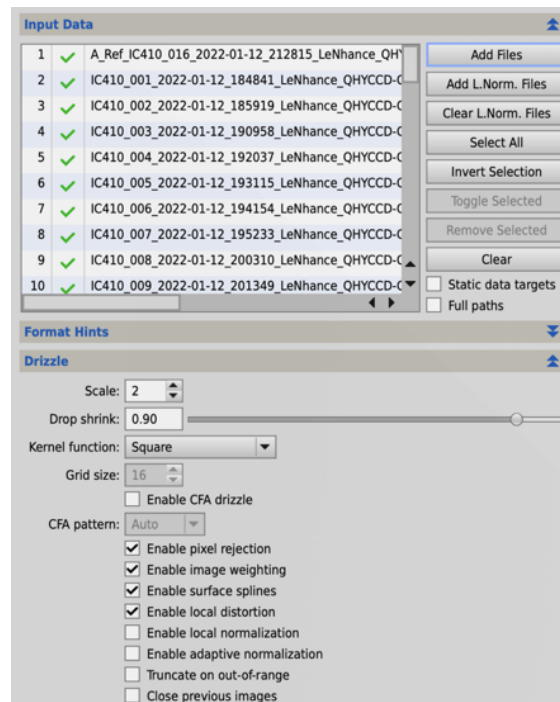 Input Data
1 A_Ref_IC410_016_2022-01-12_212815_LeNhance_QHY
2 IC410_001_2022-01-12_184841_LeNhance_QHYCCD-
3 IC410_002_2022-01-12_185919_LeNhance_QHYCCD-
4 IC410_003_2022-01-12_190958_LeNhance_QHYCCD-
5 IC410_004_2022-01-12_192037_LeNhance_QHYCCD-
6 IC410_005_2022-01-12_193115_LeNhance_QHYCCD-
7 IC410_006_2022-01-12_194154_LeNhance_QHYCCD-
8 IC410_007_2022-01-12_195233_LeNhance_QHYCCD-
9 IC410_008_2022-01-12_200310_LeNhance_QHYCCD-
10 IC410_009_2022-01-12_201349_LeNhance_QHYCCD-
Add Files
Add L.Norm. Files
Clear L.Norm. Files
Select All
Invert Selection
Toggle Selected
Remove Selected
Clear
Static data targets
Full paths
Format Hints
Drizzle
Scale: 2
Drop shrink: 0.90
Kernel function: Square
Grid size: 16
Enable CFA drizzle
CFA pattern: Auto
Enable pixel rejection
Enable image weighting
Enable surface splines
Enable local distortion
Enable local normalization
Enable adaptive normalization
Truncate on out-of-range
Close previous images